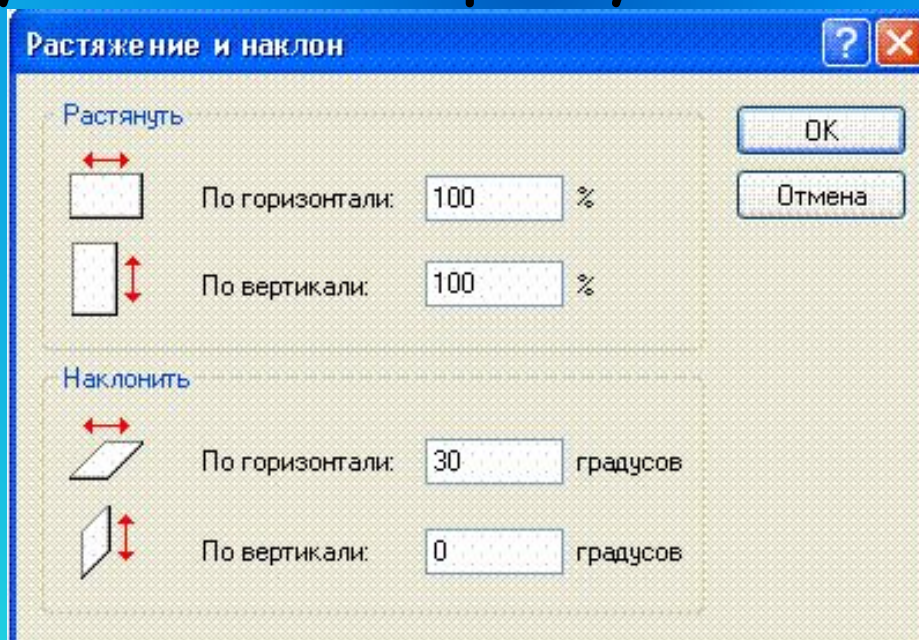 Растяжение и наклон
Растянуть
OK
По горизонтали: 100 %
Отмена
По вертикали: 100 %
Наклонить
По горизонтали: 30 градусов
По вертикали: 0 градусов